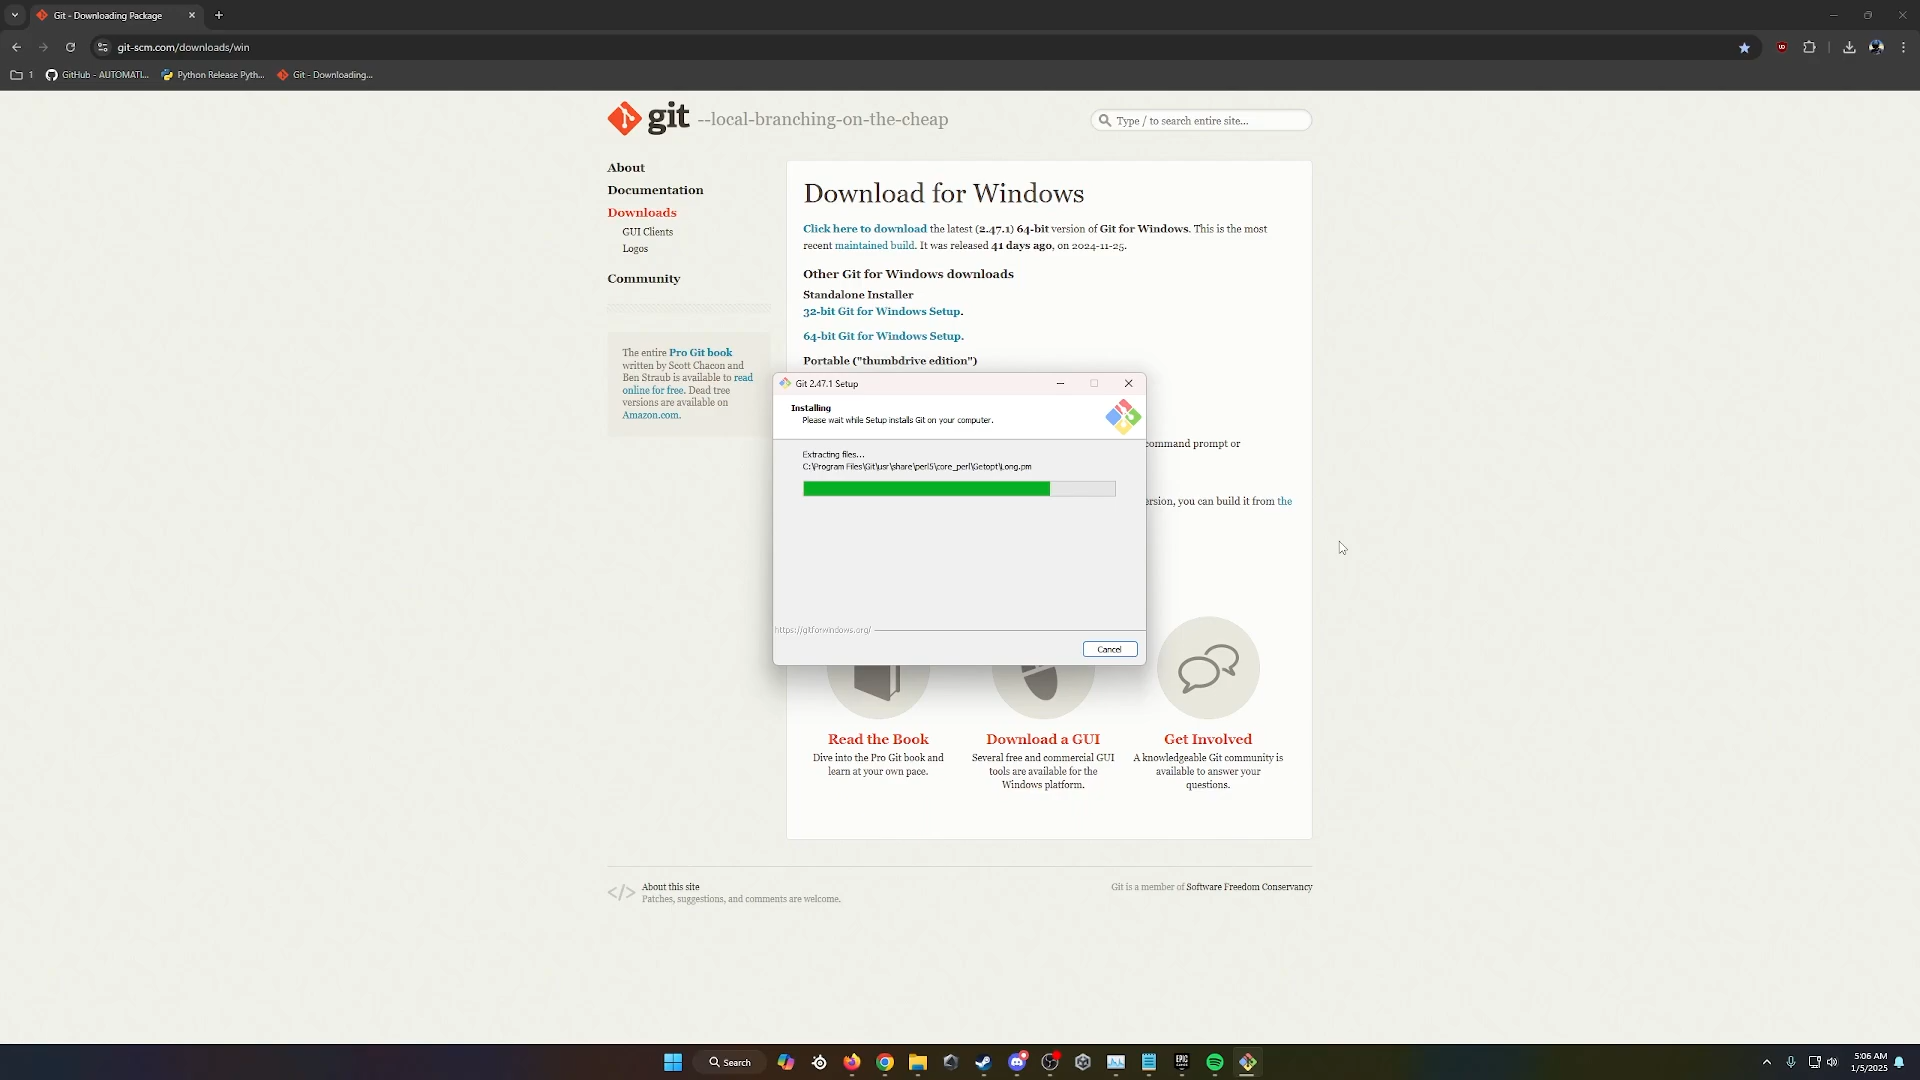 Git - Downloading Package
git-scm.com/downloads/win
1
GitHub - AUTOMATI...
Python Release Pyth...
Git - Downloading...
git --local-branching-on-the-cheap
Type / to search entire site...
About
Documentation
Downloads
GUI Clients
Logos
Community
The entire Pro Git book
written by Scott Chacon and
Ben Straub is available to read
online for free. Dead tree
versions are available on
Amazon.com.
Download for Windows
Click here to download the latest (2.47.1) 64-bit version of Git for Windows. This is the most
recent maintained build. It was released 41 days ago, on 2024-11-25.
Other Git for Windows downloads
Standalone Installer
32-bit Git for Windows Setup.
64-bit Git for Windows Setup.
Portable ("thumbdrive edition")
Git 2.47.1 Setup
Installing
Please wait while Setup installs Git on your computer.
Extracting files...
C:\Program Files\Git\usr\share\perl5\core_perl\Getopt\Long.pm
https://gitforwindows.org/
Cancel
command prompt or
ersion, you can build it from the
Read the Book
Dive into the Pro Git book and
learn at your own pace.
Download a GUI
Several free and commercial GUI
tools are available for the
Windows platform.
Get Involved
A knowledgeable Git community is
available to answer your
questions.
</>
About this site
Patches, suggestions, and comments are welcome.
Git is a member of Software Freedom Conservancy
Search
EPIC
5:06 AM
1/5/2025